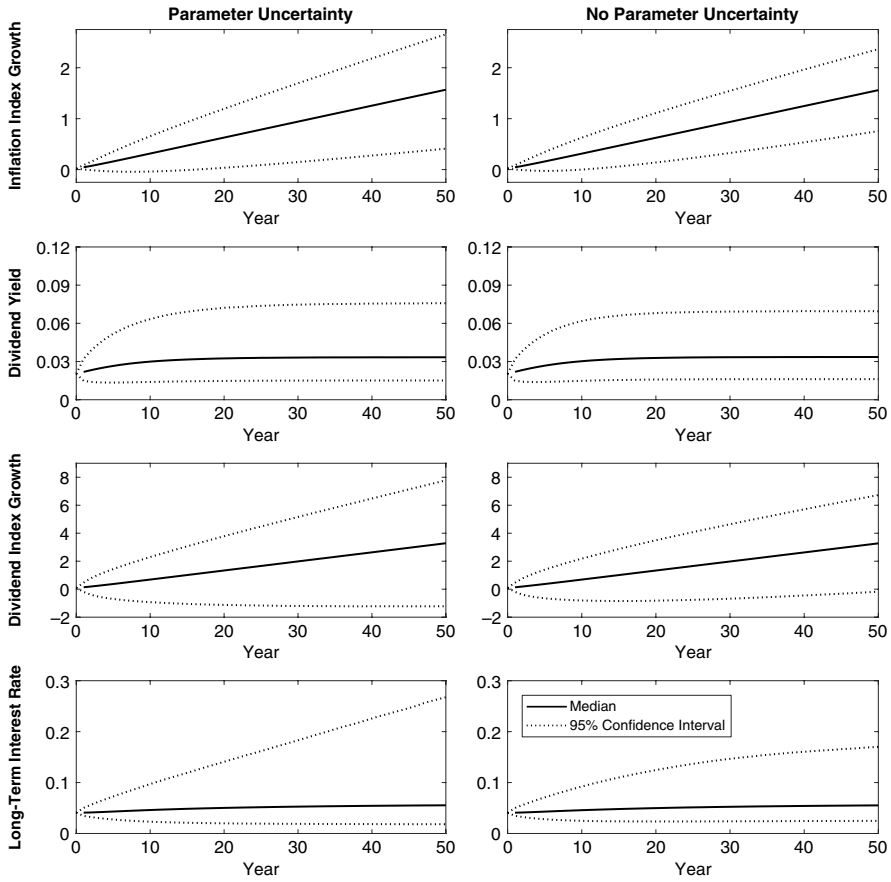 Parameter Uncertainty
No Parameter Uncertainty
Inflation Index Growth
2
1
0
0 10 20 30 40 50
Year
2
1
0
0 10 20 30 40 50
Year
Dividend Yield
0.12
0.09
0.06
0.03
0
0 10 20 30 40 50
Year
0.12
0.09
0.06
0.03
0
0 10 20 30 40 50
Year
Dividend Index Growth
8
6
4
2
0
−2
0 10 20 30 40 50
Year
8
6
4
2
0
−2
0 10 20 30 40 50
Year
Long-Term Interest Rate
0.3
0.2
0.1
0
0 10 20 30 40 50
Year
0.3
0.2
0.1
0
Median
95% Confidence Interval
0 10 20 30 40 50
Year